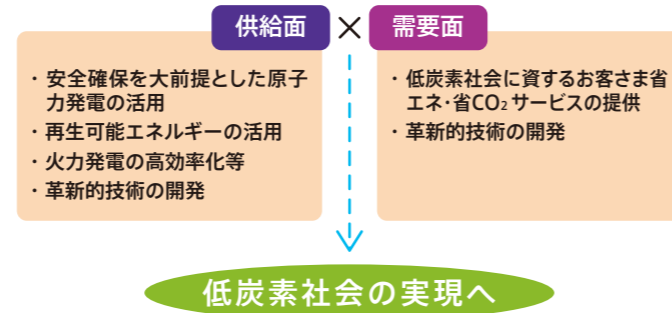 供給面 × 需要面
・安全確保を大前提とした原子
力発電の活用
・再生可能エネルギーの活用
・火力発電の高効率化等
・革新的技術の開発
・低炭素社会に資するお客さま省
エネ・省CO₂サービスの提供
・革新的技術の開発
低炭素社会の実現へ